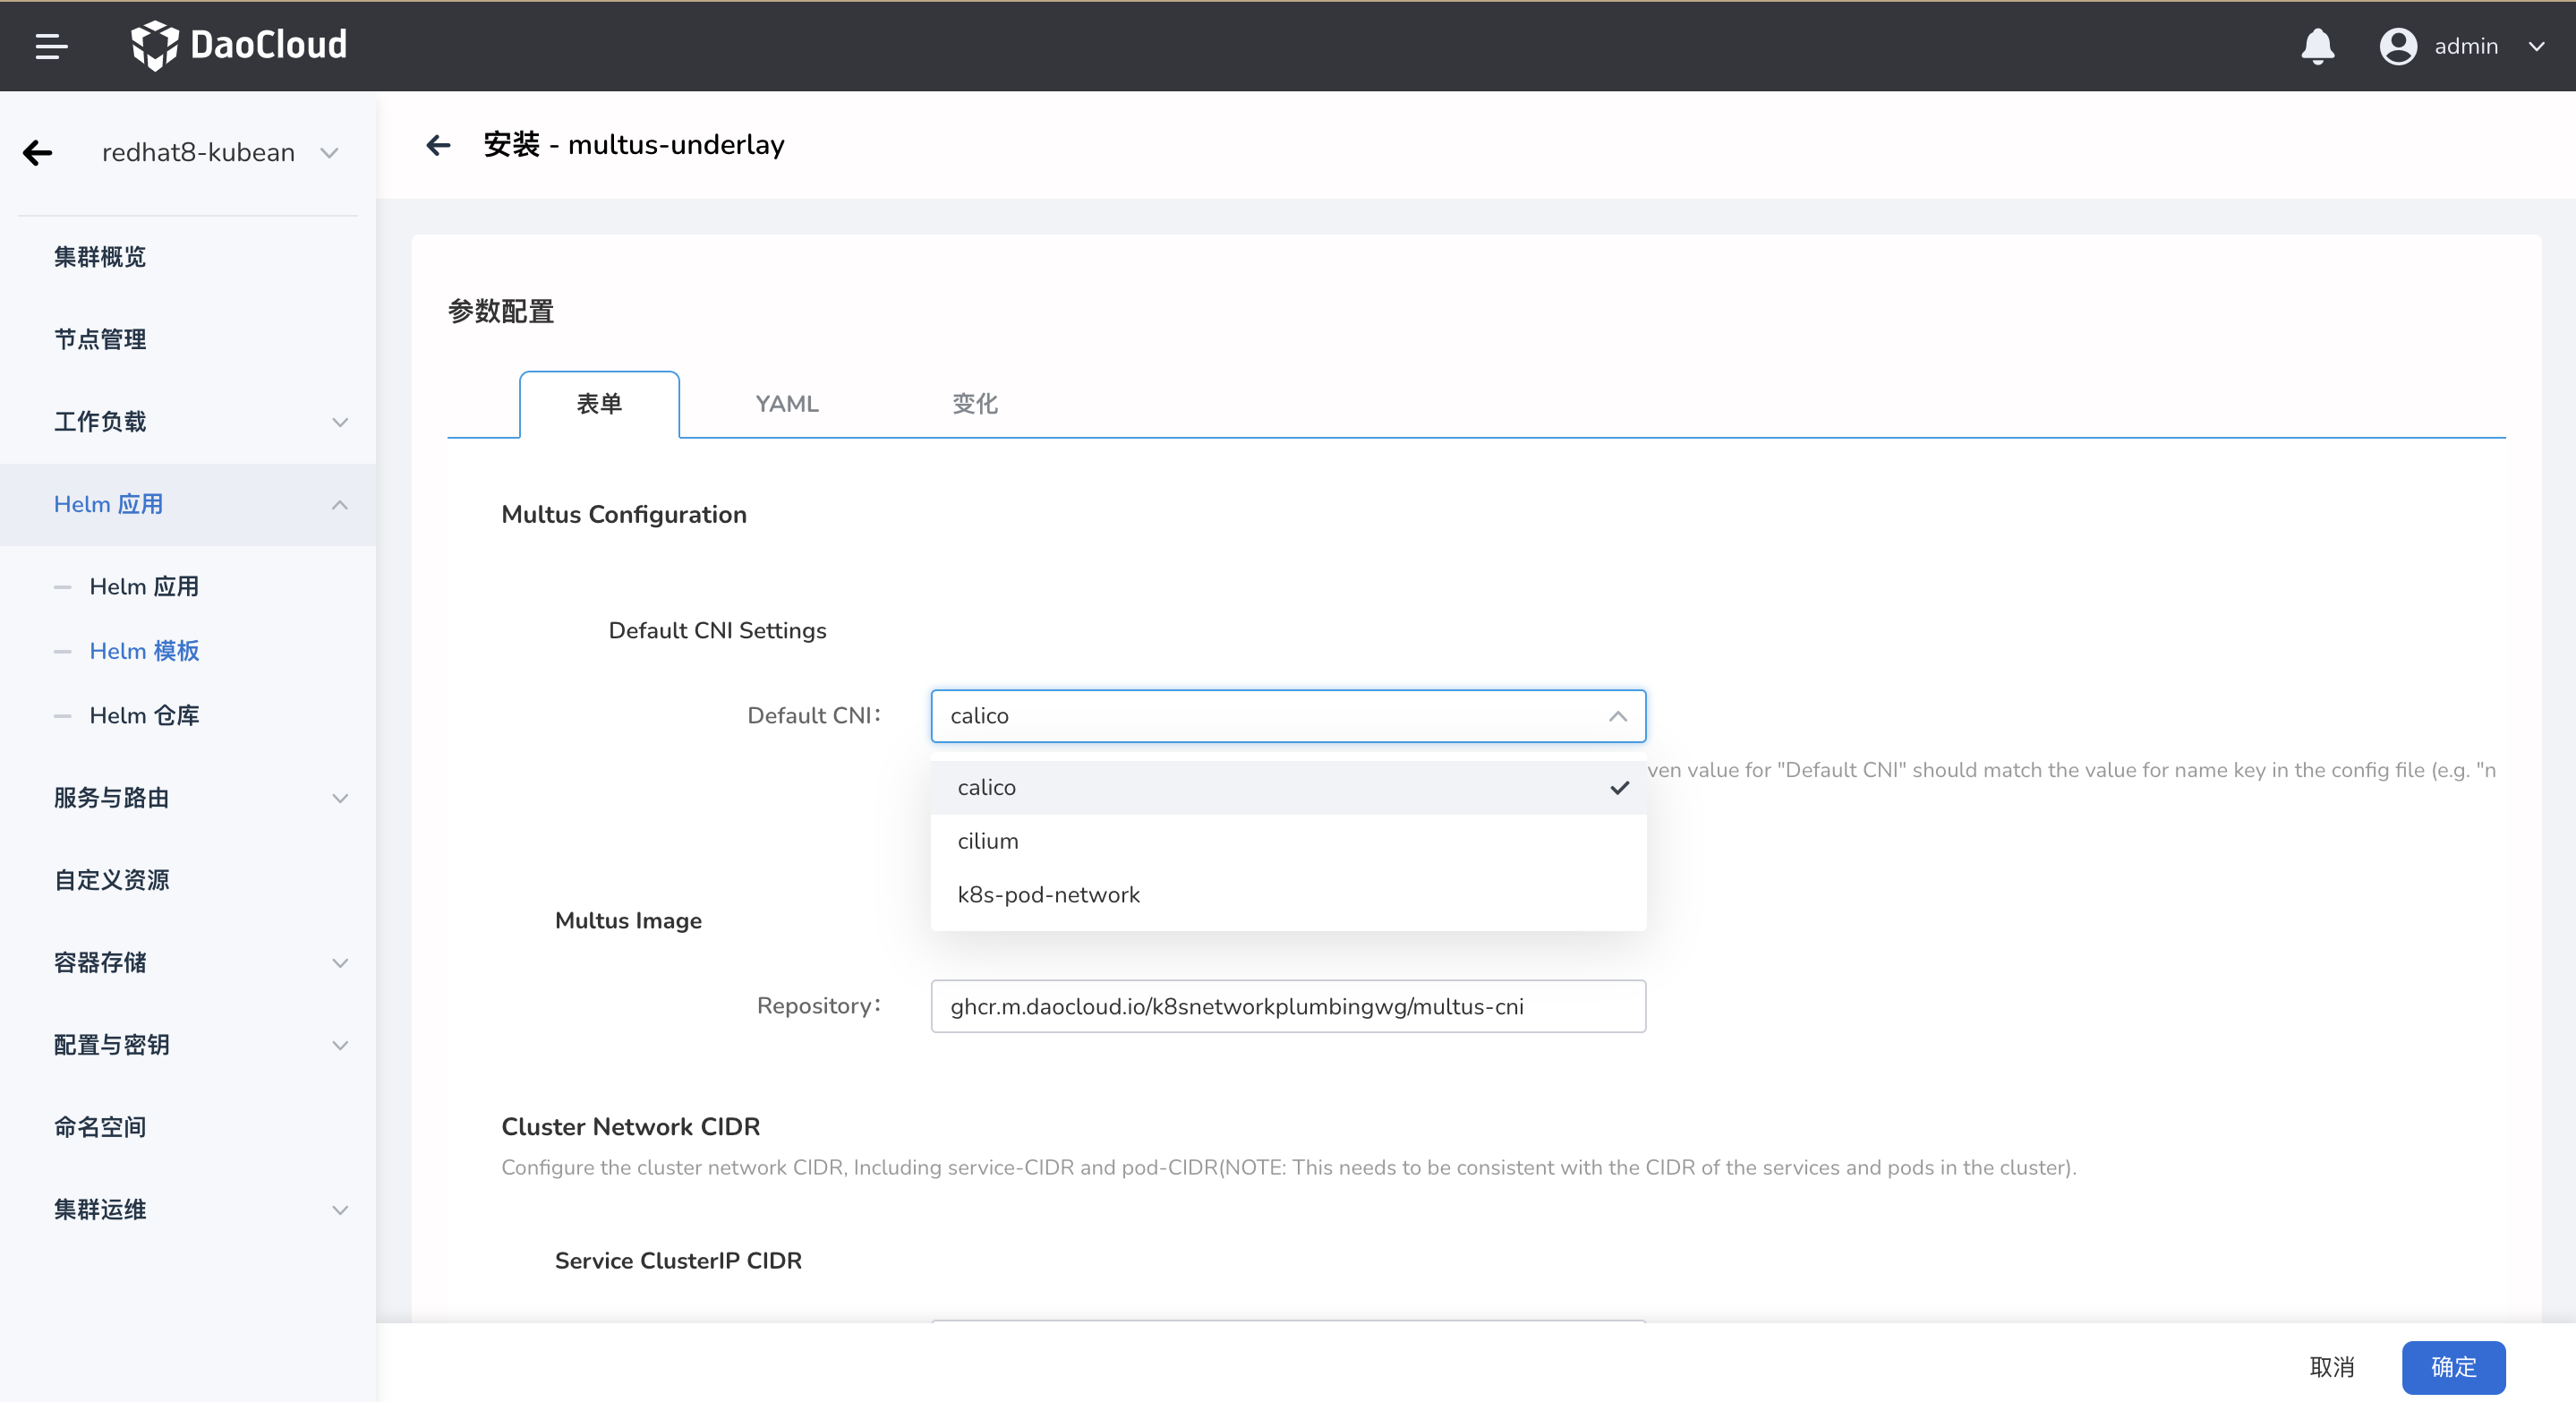 DaoCloud
admin
redhat8-kubean
集群概览
节点管理
工作负载
Helm 应用
Helm 应用
Helm 模板
Helm 仓库
服务与路由
自定义资源
容器存储
配置与密钥
命名空间
集群运维
安装 - multus-underlay
参数配置
表单
YAML
变化
Multus Configuration
Default CNI Settings
Default CNI：
calico
ven value for "Default CNI" should match the value for name key in the config file (e.g. "n
calico
cilium
k8s-pod-network
Multus Image
Repository：
ghcr.m.daocloud.io/k8snetworkplumbingwg/multus-cni
Cluster Network CIDR
Configure the cluster network CIDR, Including service-CIDR and pod-CIDR(NOTE: This needs to be consistent with the CIDR of the services and pods in the cluster).
Service ClusterIP CIDR
取消
确定